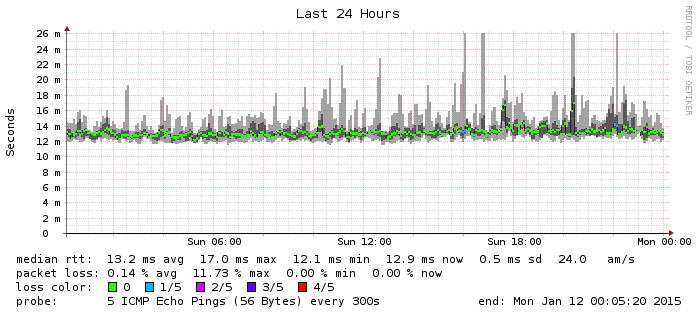 Last 24 Hours
RRDTOOL / TOBI OETIKER
Seconds
26 m
24 m
22 m
20 m
18 m
16 m
14 m
12 m
10 m
8 m
6 m
4 m
2 m
0
Sun 06:00 Sun 12:00 Sun 18:00 Mon 00:00
median rtt: 13.2 ms avg 17.0 ms max 12.1 ms min 12.9 ms now 0.5 ms sd 24.0 am/s
packet loss: 0.14 % avg 11.73 % max 0.00 % min 0.00 % now
loss color: 0 1/5 2/5 3/5 4/5
probe: 5 ICMP Echo Pings (56 Bytes) every 300s end: Mon Jan 12 00:05:20 2015